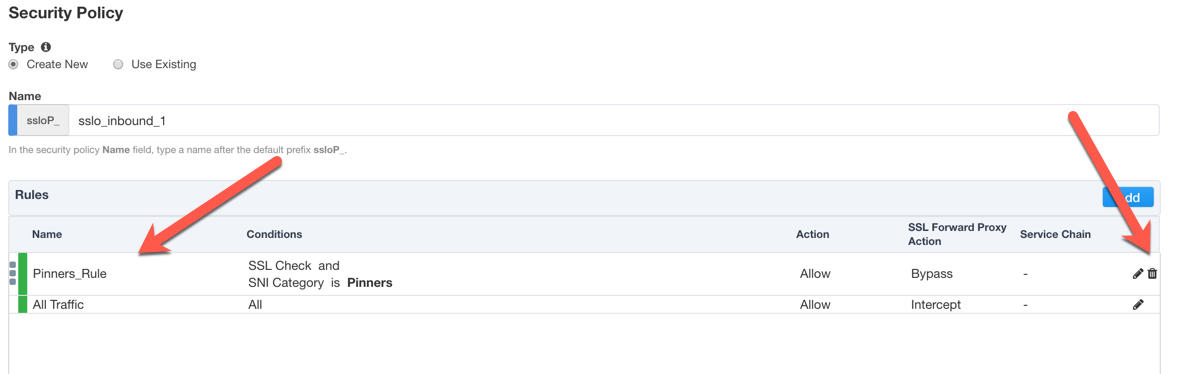 Security Policy
Type
Create New Use Existing
Name
ssloP_ sslo_inbound_1
In the security policy Name field, type a name after the default prefix ssloP_.
Rules
Name Conditions Action SSL Forward Proxy Action Service Chain
Pinners_Rule SSL Check and Allow Bypass -
SNI Category is Pinners
All Traffic All Allow Intercept -